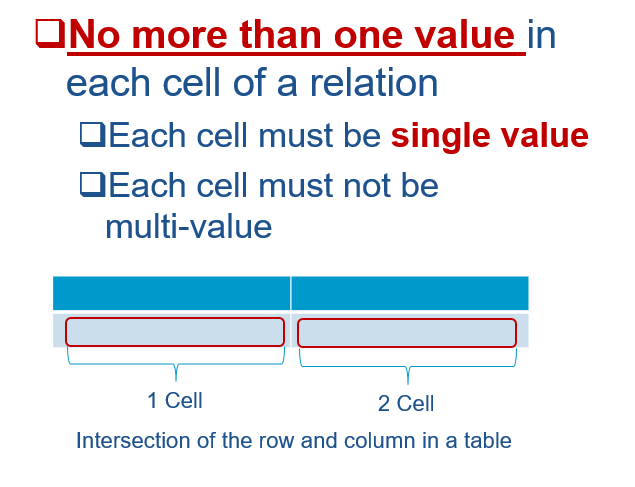 ❑No more than one value in
each cell of a relation
❑Each cell must be single value
❑Each cell must not be
multi-value
1 Cell
2 Cell
Intersection of the row and column in a table